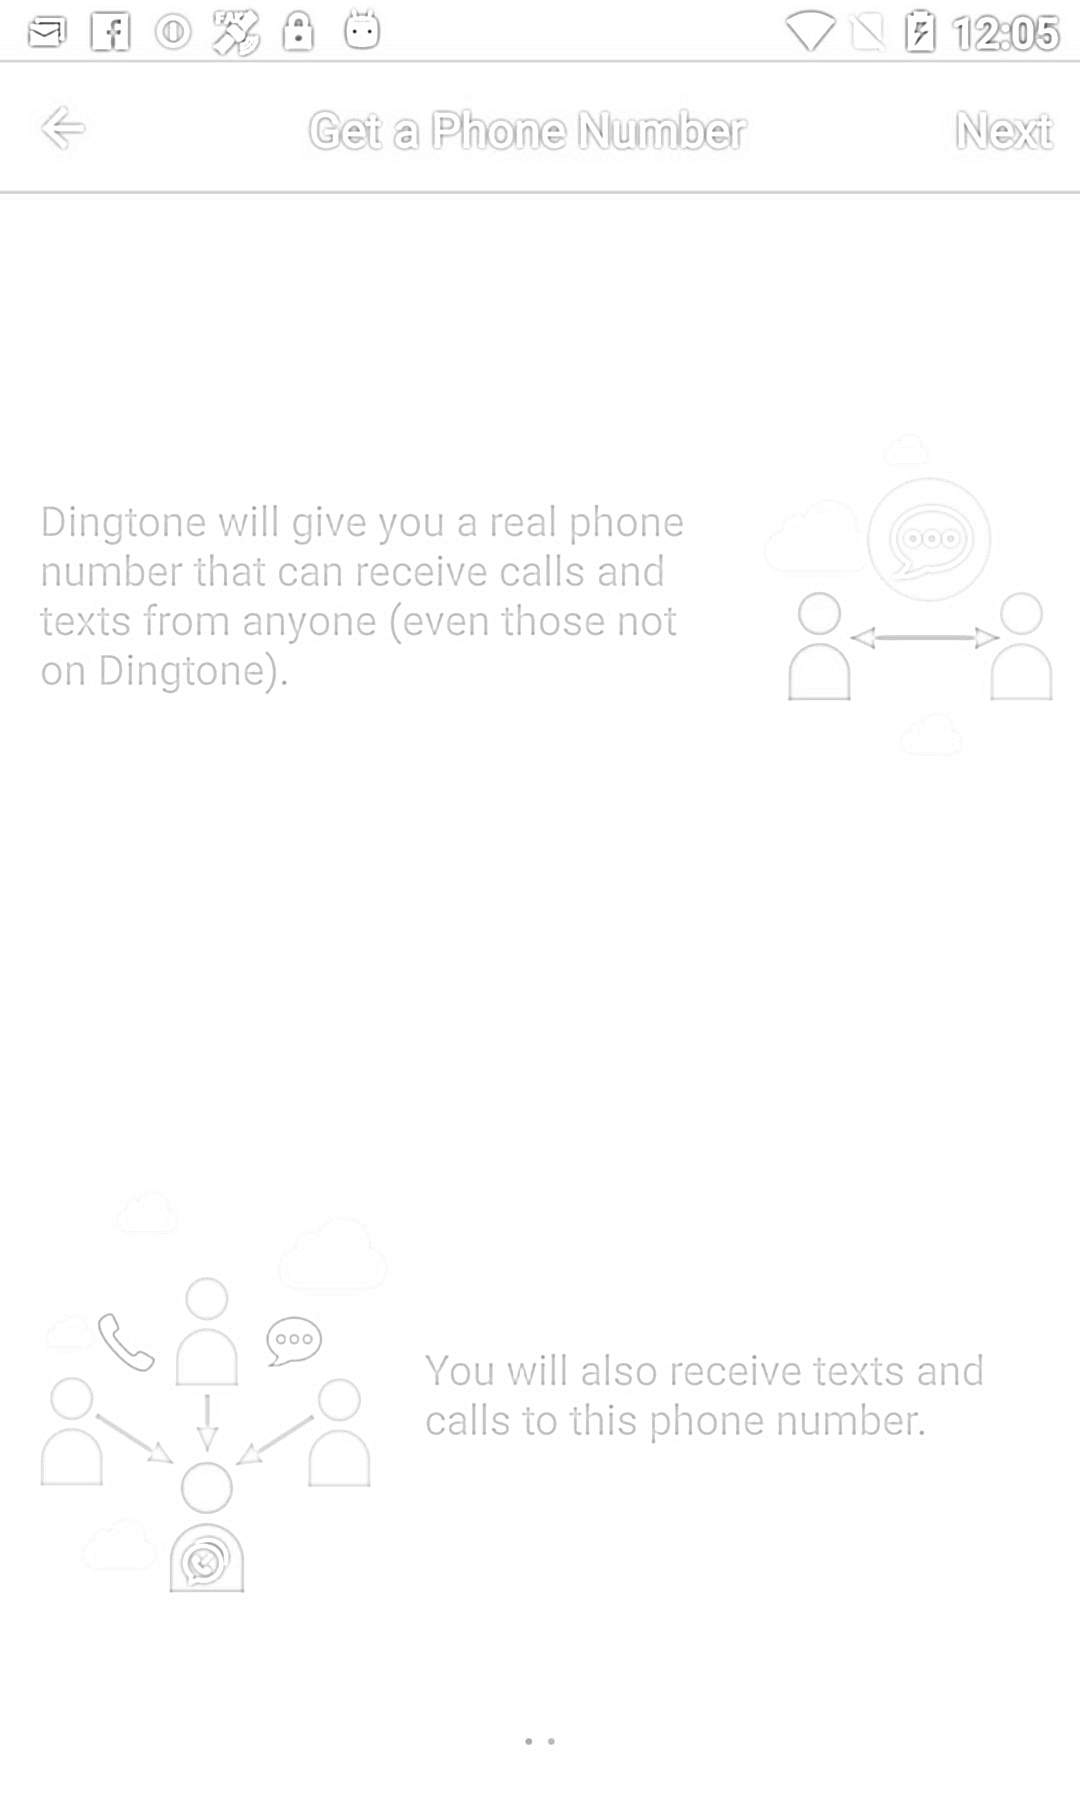 12:05
Get a Phone Number
Next
Dingtone will give you a real phone
number that can receive calls and
texts from anyone (even those not
on Dingtone).
You will also receive texts and
calls to this phone number.